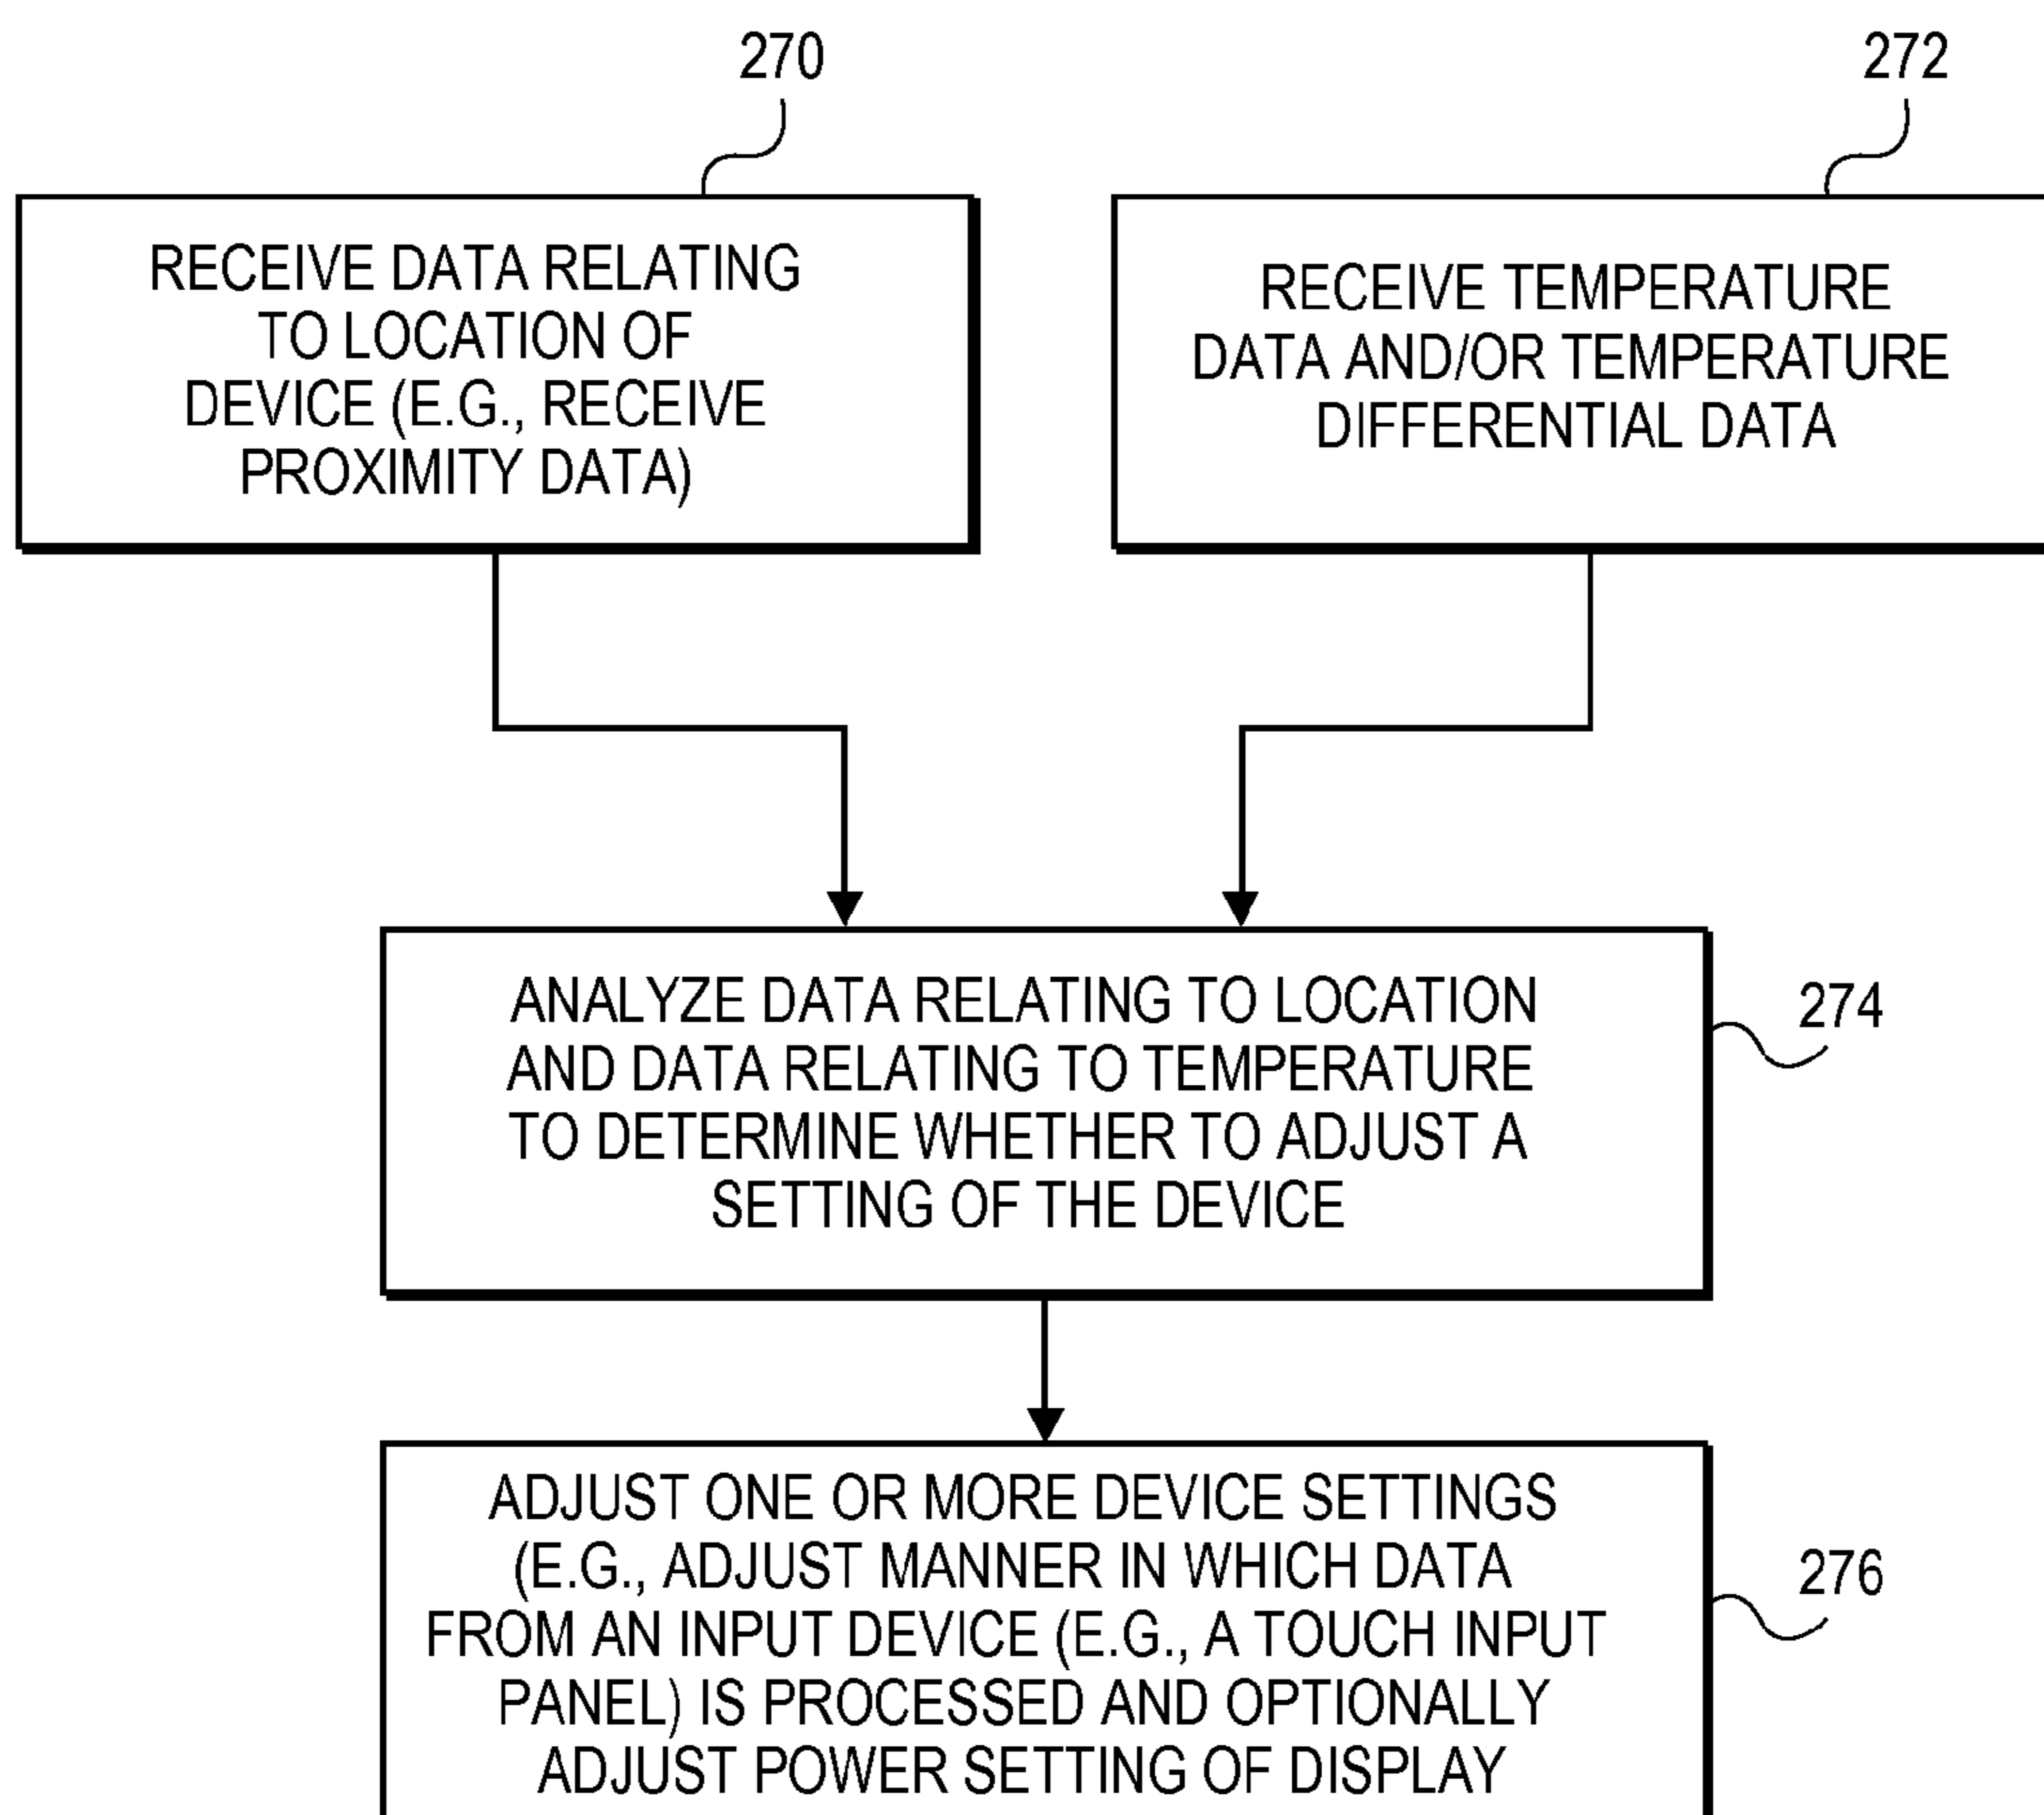 270
272
RECEIVE DATA RELATING
TO LOCATION OF
DEVICE (E.G., RECEIVE
PROXIMITY DATA)
RECEIVE TEMPERATURE
DATA AND/OR TEMPERATURE
DIFFERENTIAL DATA
ANALYZE DATA RELATING TO LOCATION
AND DATA RELATING TO TEMPERATURE
TO DETERMINE WHETHER TO ADJUST A
SETTING OF THE DEVICE
274
ADJUST ONE OR MORE DEVICE SETTINGS
(E.G., ADJUST MANNER IN WHICH DATA
FROM AN INPUT DEVICE (E.G., A TOUCH INPUT
PANEL) IS PROCESSED AND OPTIONALLY
ADJUST POWER SETTING OF DISPLAY
276